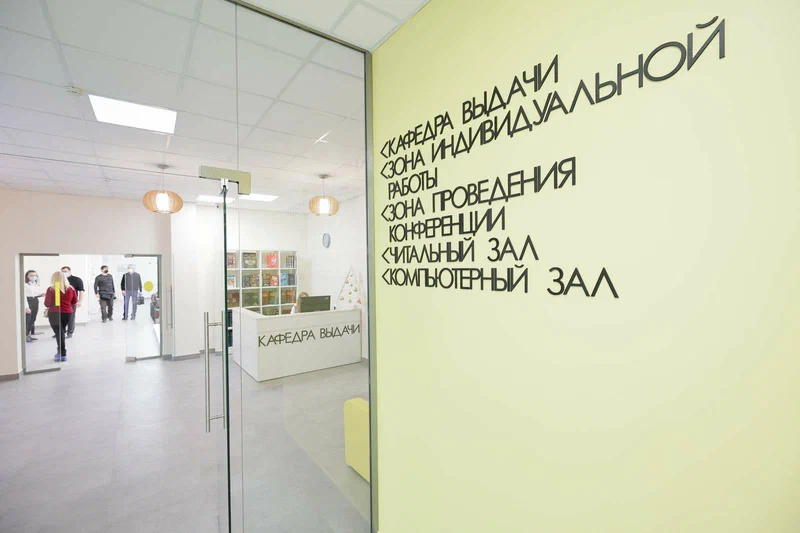 <КАФЕДРА ВЫДАЧИ
<ЗОНА ИНДИВИДУАЛЬНОЙ
РАБОТЫ
<ЗОНА ПРОВЕДЕНИЯ
КОНФЕРЕНЦИИ
<ЧИТАЛЬНЫЙ ЗАЛ
<КОМПЬЮТЕРНЫЙ ЗАЛ
КАФЕДРА ВЫДАЧИ